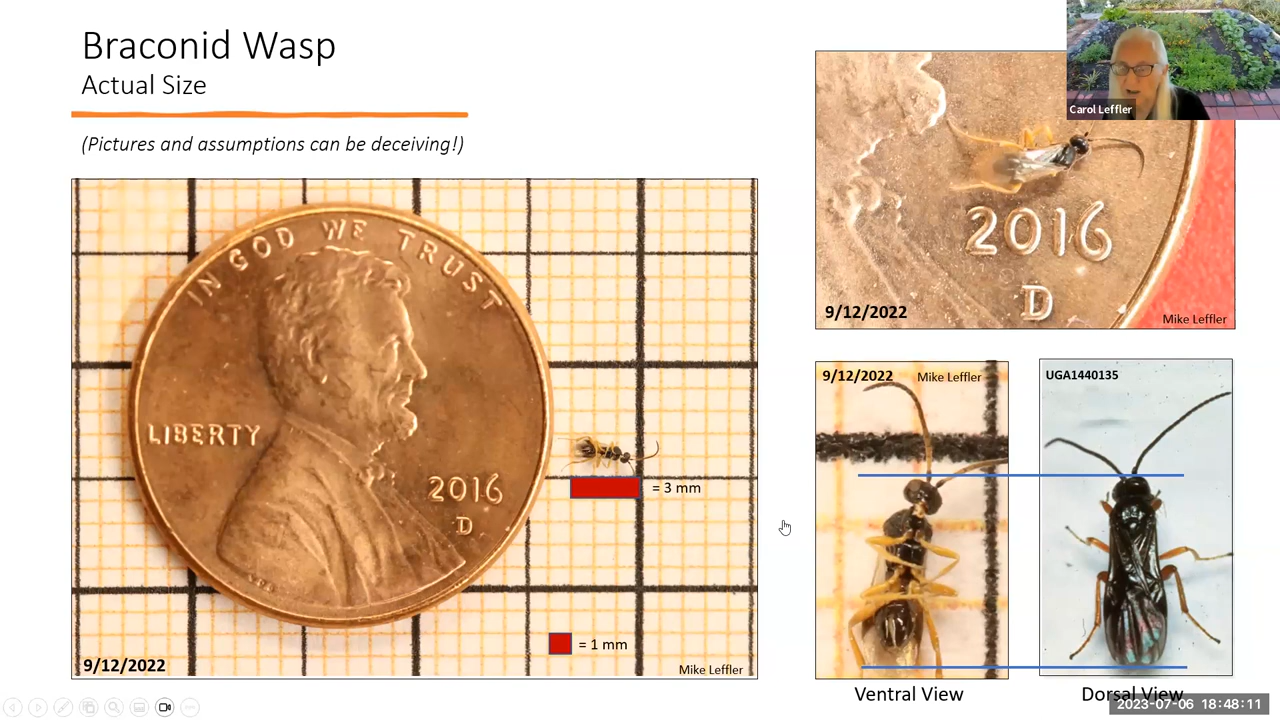 Braconid Wasp
Actual Size
(Pictures and assumptions can be deceiving!)
IN GOD WE TRUST
LIBERTY
2016
D
= 3 mm
= 1 mm
9/12/2022
Mike Leffler
Carol Leffler
2016
D
9/12/2022
Mike Leffler
9/12/2022
Mike Leffler
Ventral View
UGA1440135
Dorsal View
2023-07-06 18:48:11